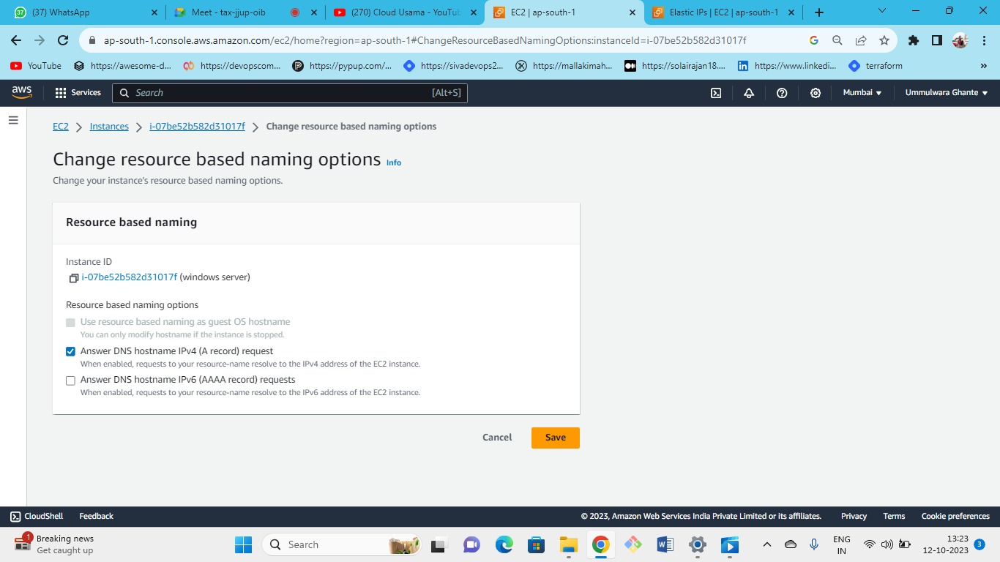 37 (37) WhatsApp
Meet - tax-jjup-oib
(270) Cloud Usama - YouTub
EC2 | ap-south-1
Elastic IPs | EC2 | ap-south-1
ap-south-1.console.aws.amazon.com/ec2/home?region=ap-south-1#ChangeResourceBasedNamingOptions:instanceId=i-07be52b582d31017f
YouTube
https://awesome-d...
https://devopscom...
https://pypup.com/...
https://sivadevops2...
https://mallakimah...
https://solairajan18....
https://www.linkedi...
terraform
aws
Services
Search
[Alt+S]
Mumbai
Ummulwara Ghante
EC2
Instances
i-07be52b582d31017f
Change resource based naming options
Change resource based naming options Info
Change your instance's resource based naming options.
Resource based naming
Instance ID
i-07be52b582d31017f (windows server)
Resource based naming options
Use resource based naming as guest OS hostname
You can only modify hostname if the instance is stopped.
Answer DNS hostname IPv4 (A record) request
When enabled, requests to your resource-name resolve to the IPv4 address of the EC2 instance.
Answer DNS hostname IPv6 (AAAA record) requests
When enabled, requests to your resource-name resolve to the IPv6 address of the EC2 instance.
Cancel
Save
CloudShell
Feedback
© 2023, Amazon Web Services India Private Limited or its affiliates.
Privacy
Terms
Cookie preferences
1 Breaking news
Get caught up
Search
ENG
IN
13:23
12-10-2023
3